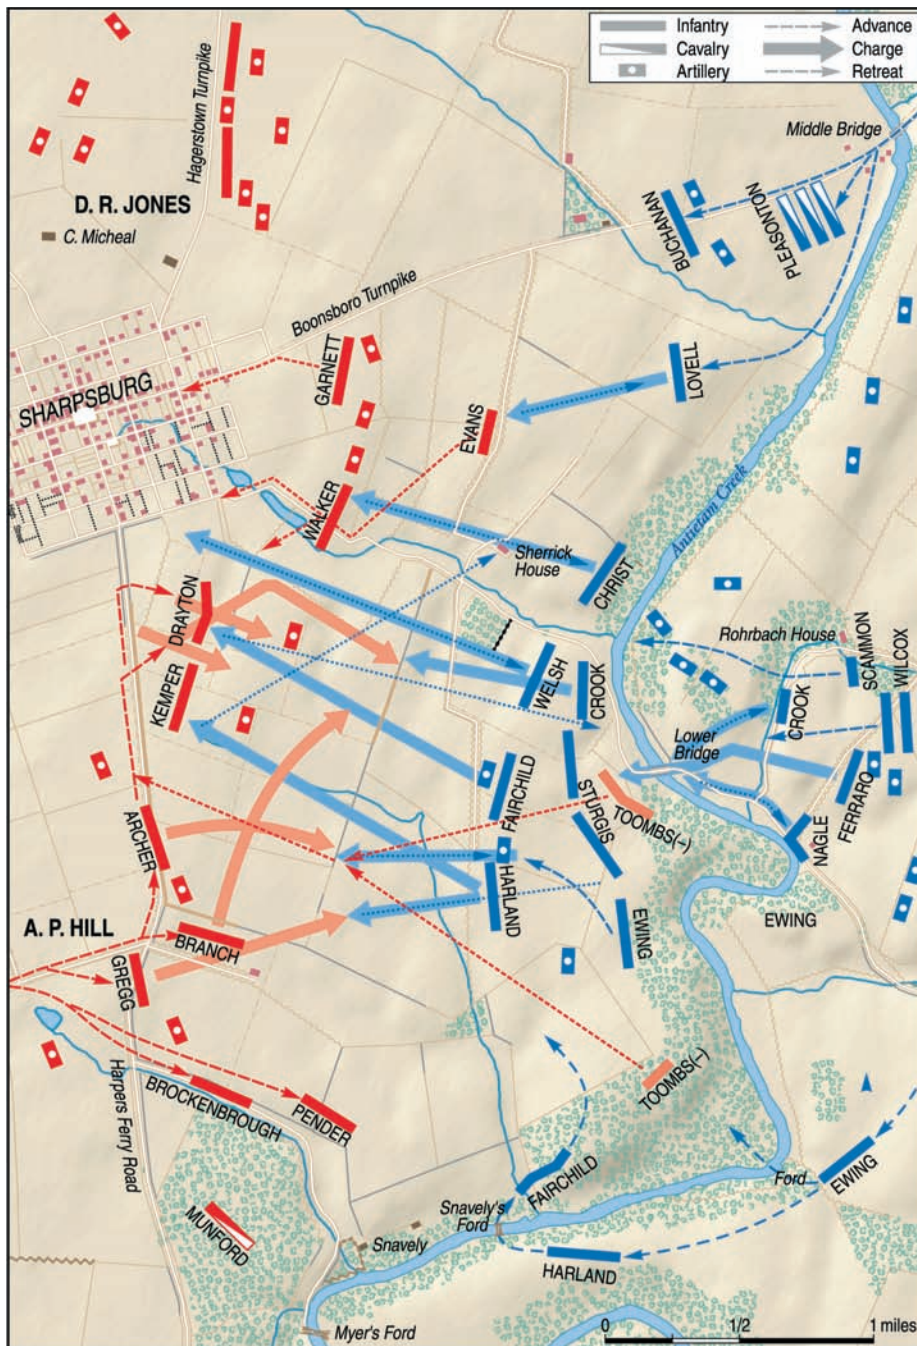 Infantry
Advance
Cavalry
Charge
Artillery
Retreat
Hagerstown Turnpike
Middle Bridge
D. R. JONES
C. Micheal
BUCHANAN
PLEASONTON
Boonsboro Turnpike
GARNETT
LOVELL
SHARPSBURG
EVANS
WALKER
Antietam Creek
Sherrick
House
CHRIST
DRAYTON
Rohrbach House
SCAMMON
WILCOX
KEMPER
WELSH
CROOK
CROOK
Lower
Bridge
FAIRCHILD
STURGIS
TOOMBS(–)
FERRARO
NAGLE
ARCHER
HARLAND
EWING
EWING
A. P. HILL
BRANCH
GREGG
Harpers Ferry Road
BROCKENBROUGH
PENDER
TOOMBS(–)
FAIRCHILD
Ford
EWING
MUNFORD
Snavely's
Ford
Snavely
HARLAND
Myer's Ford
0 1/2 1 miles